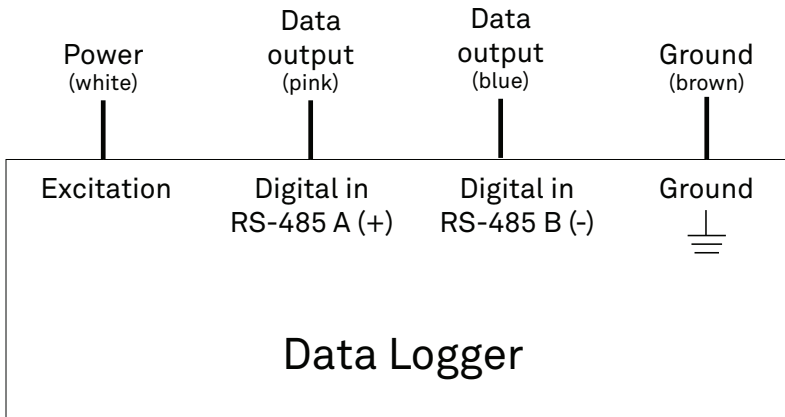 Power
(white)
Data
output
(pink)
Data
output
(blue)
Ground
(brown)
Excitation
Digital in
RS-485 A (+)
Digital in
RS-485 B (-)
Ground
Data Logger